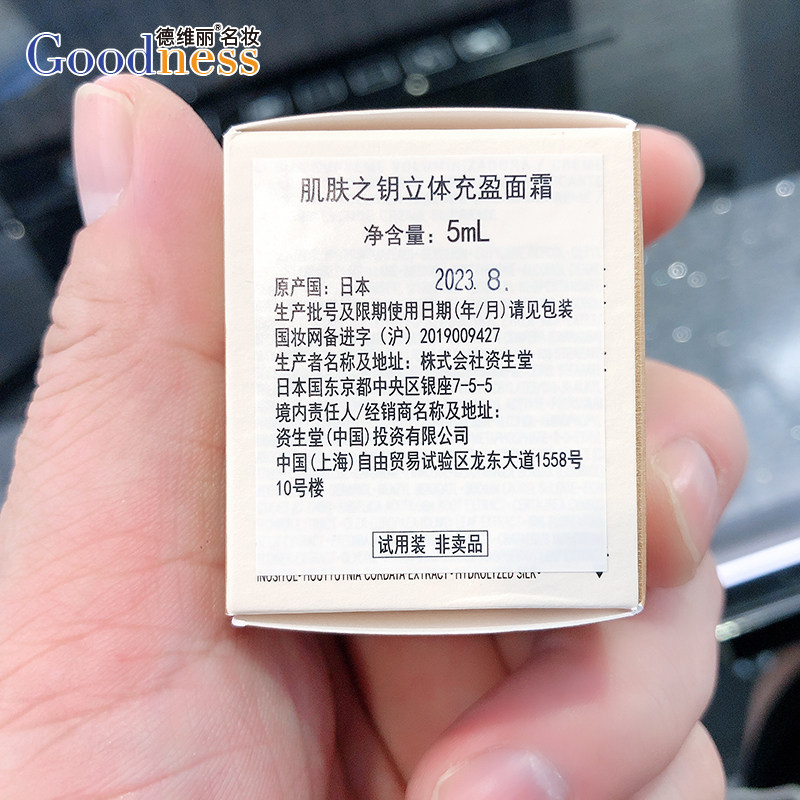 德维丽®名妆
Goodness
肌肤之钥立体充盈面霜
净含量：5mL
原产国：日本 2023.8.
生产批号及限期使用日期(年/月)请见包装
国妆网备进字（沪）2019009427
生产者名称及地址：株式会社资生堂
日本国东京都中央区银座7-5-5
境内责任人/经销商名称及地址：
资生堂(中国)投资有限公司
中国(上海)自由贸易试验区龙东大道1558号
10号楼
试用装 非卖品
INOSITOL・HOUTTUYNIA CORDATA EXTRACT・HYDROLYZED SILK・